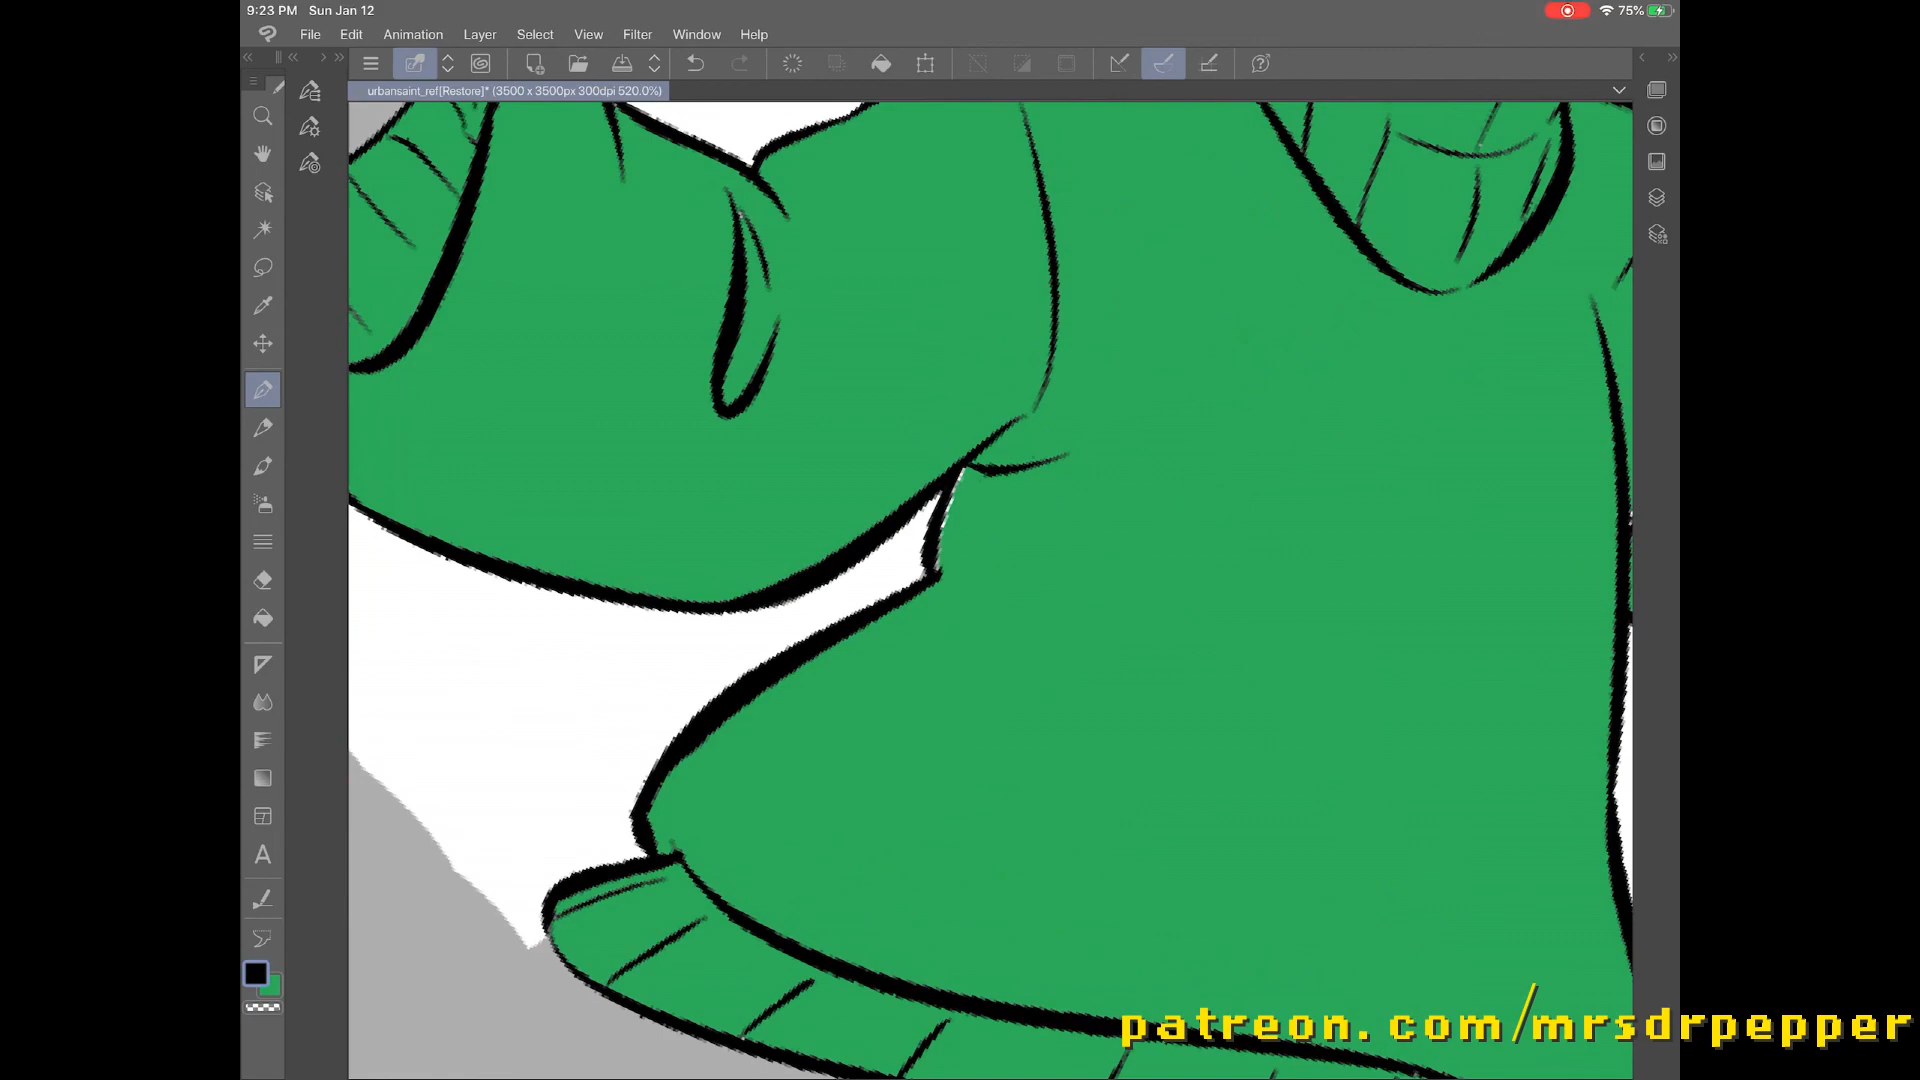 9:23 PM Sun Jan 12
75%
File Edit Animation Layer Select View Filter Window Help
urbansaint_ref[Restore]* (3500 x 3500px 300dpi 520.0%)
A
patreon.com/mrsdrpepper